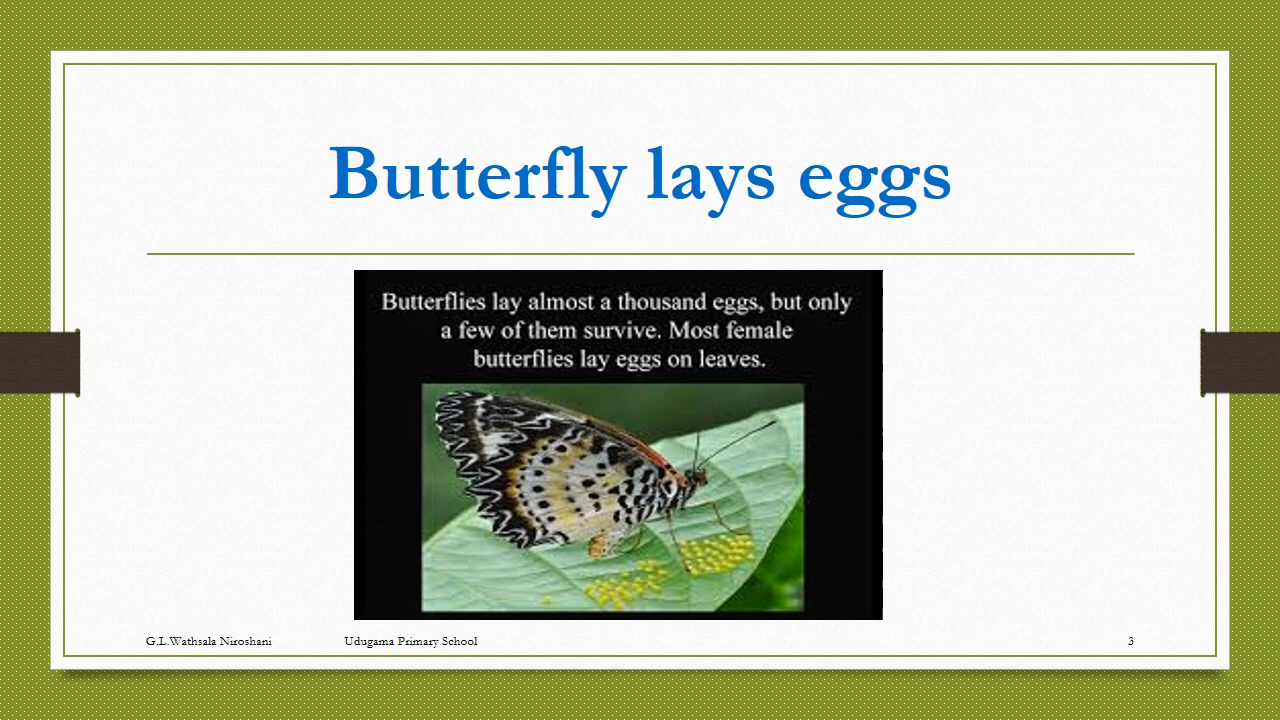 Butterfly lays eggs
Butterflies lay almost a thousand eggs, but only
a few of them survive. Most female
butterflies lay eggs on leaves.
G.L.Wathsala Niroshani Udugama Primary School 3